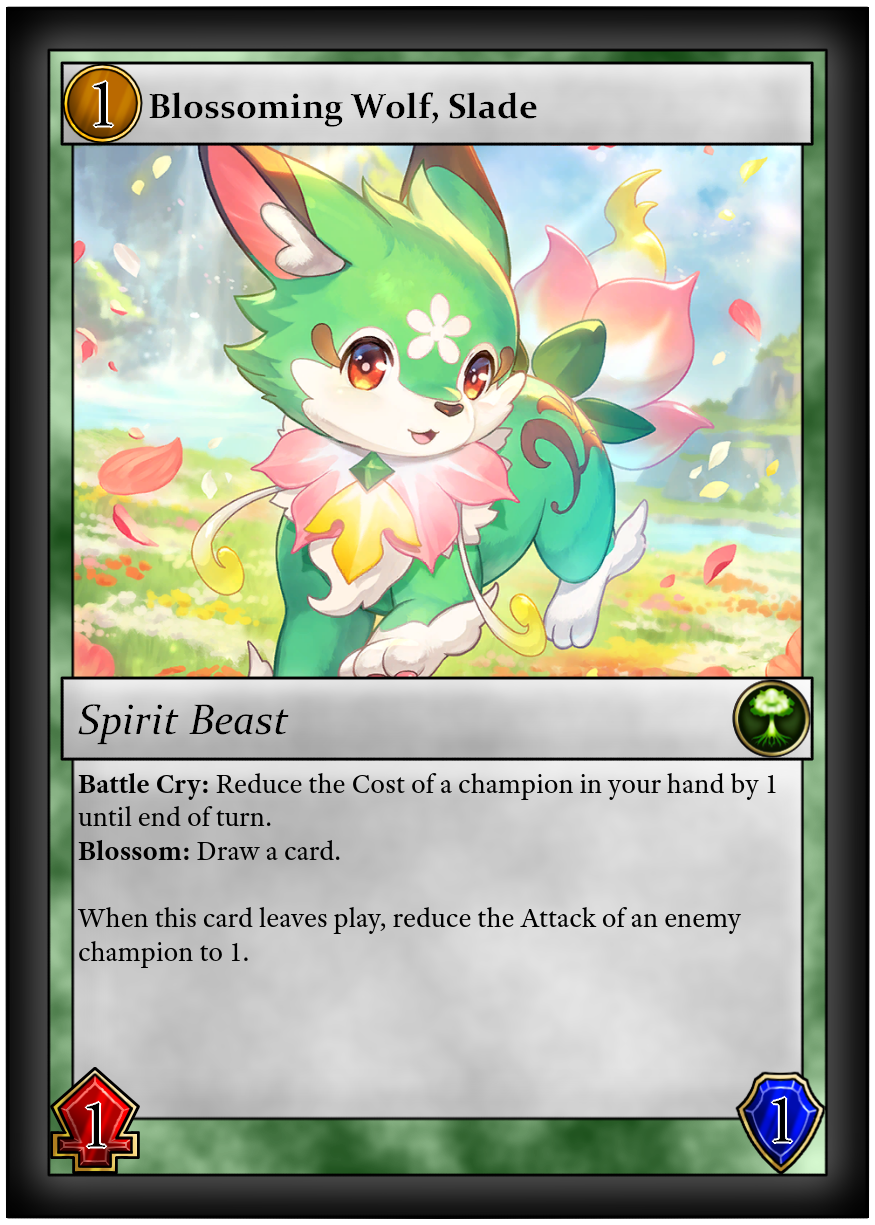 1 Blossoming Wolf, Slade
Spirit Beast
Battle Cry: Reduce the Cost of a champion in your hand by 1
until end of turn.
Blossom: Draw a card.
When this card leaves play, reduce the Attack of an enemy
champion to 1.
1 1